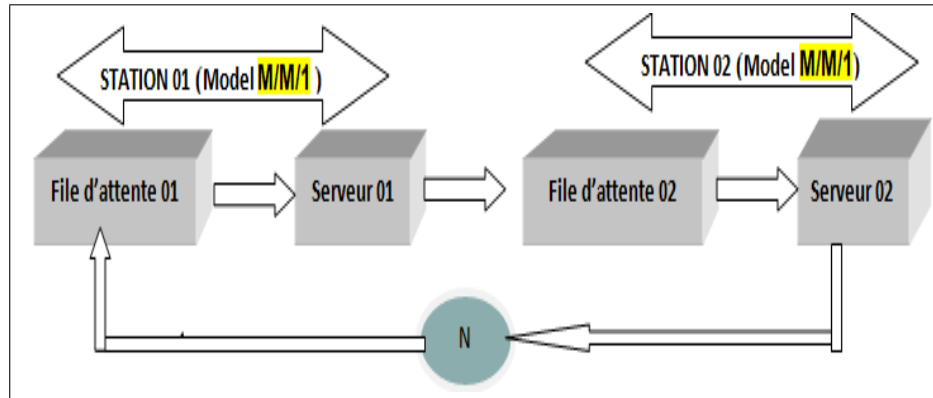 STATION 01 (Model M/M/1 )
STATION 02 (Model M/M/1)
File d'attente 01
Serveur 01
File d'attente 02
Serveur 02
N